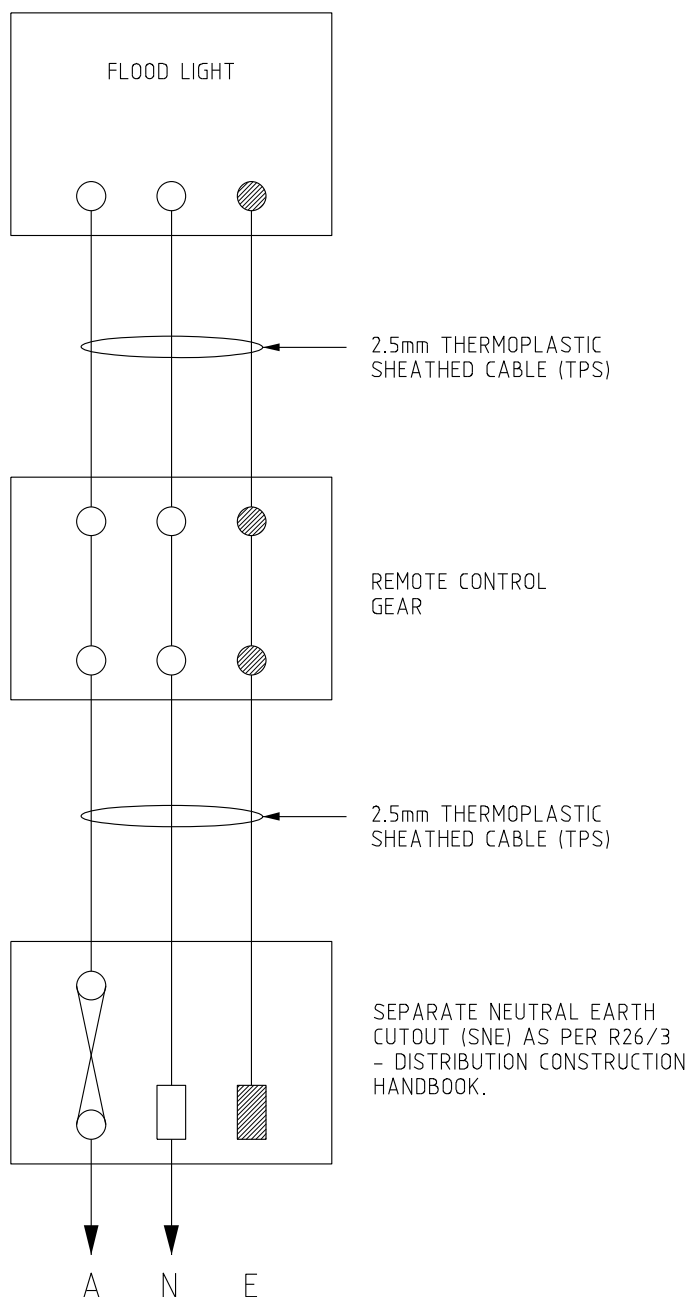 FLOOD LIGHT
2.5mm THERMOPLASTIC
SHEATHED CABLE (TPS)
REMOTE CONTROL
GEAR
2.5mm THERMOPLASTIC
SHEATHED CABLE (TPS)
SEPARATE NEUTRAL EARTH
CUTOUT (SNE) AS PER R26/3
- DISTRIBUTION CONSTRUCTION
HANDBOOK.
A N E